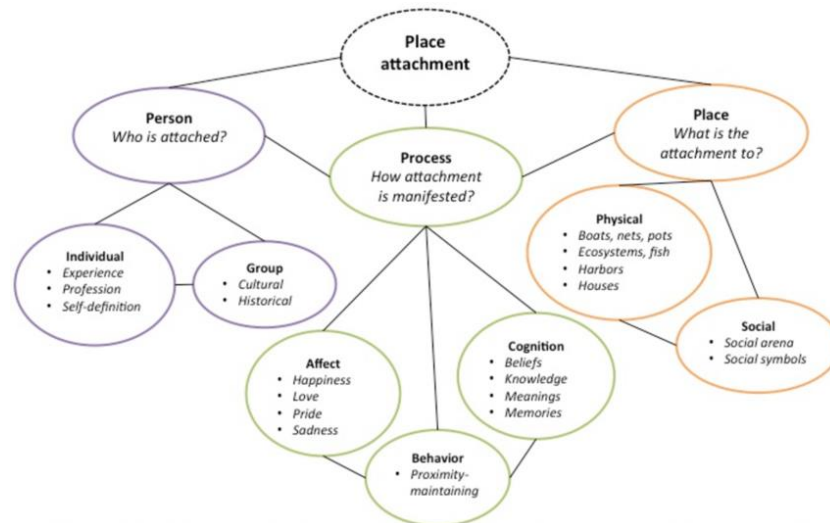 Place
attachment
Person
Who is attached?
Process
How attachment
is manifested?
Place
What is the
attachment to?
Individual
• Experience
• Profession
• Self-definition
Group
• Cultural
• Historical
Physical
• Boats, nets, pots
• Ecosystems, fish
• Harbors
• Houses
Social
• Social arena
• Social symbols
Affect
• Happiness
• Love
• Pride
• Sadness
Cognition
• Beliefs
• Knowledge
• Meanings
• Memories
Behavior
• Proximity-
maintaining